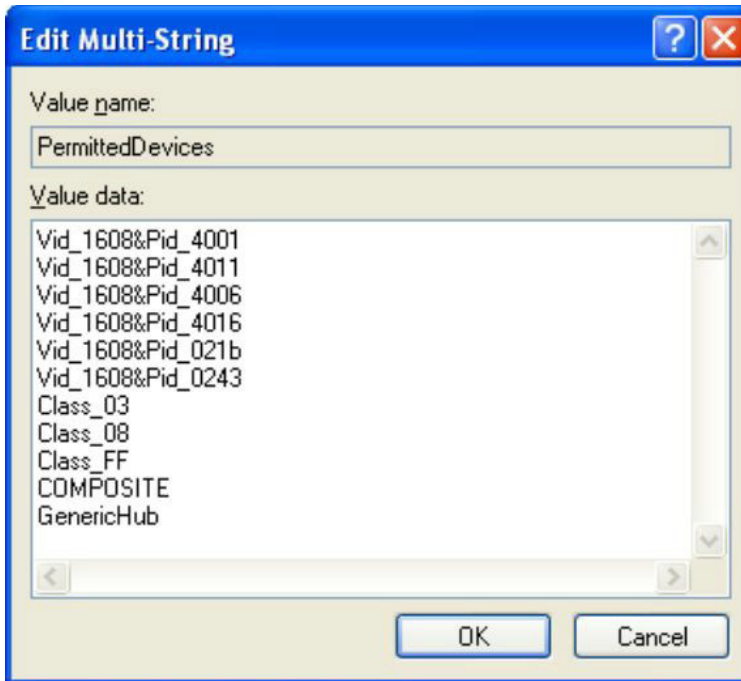 Edit Multi-String
Value name:
PermittedDevices
Value data:
Vid_1608&Pid_4001
Vid_1608&Pid_4011
Vid_1608&Pid_4006
Vid_1608&Pid_4016
Vid_1608&Pid_021b
Vid_1608&Pid_0243
Class_03
Class_08
Class_FF
COMPOSITE
GenericHub
OK Cancel